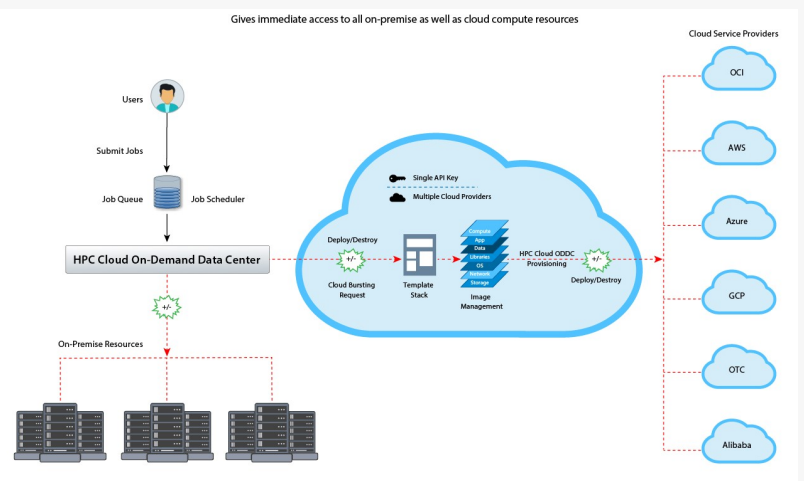 Gives immediate access to all on-premise as well as cloud compute resources
Cloud Service Providers
Users
Submit Jobs
Job Queue
Job Scheduler
HPC Cloud On-Demand Data Center
+/-
On-Premise Resources
Single API Key
Multiple Cloud Providers
Deploy/Destroy
+/-
Cloud Bursting
Request
Template
Stack
Compute
App
Data
Libraries
OS
Network
Storage
Image
Management
HPC Cloud ODDC
Provisioning
+/-
Deploy/Destroy
OCI
AWS
Azure
GCP
OTC
Alibaba